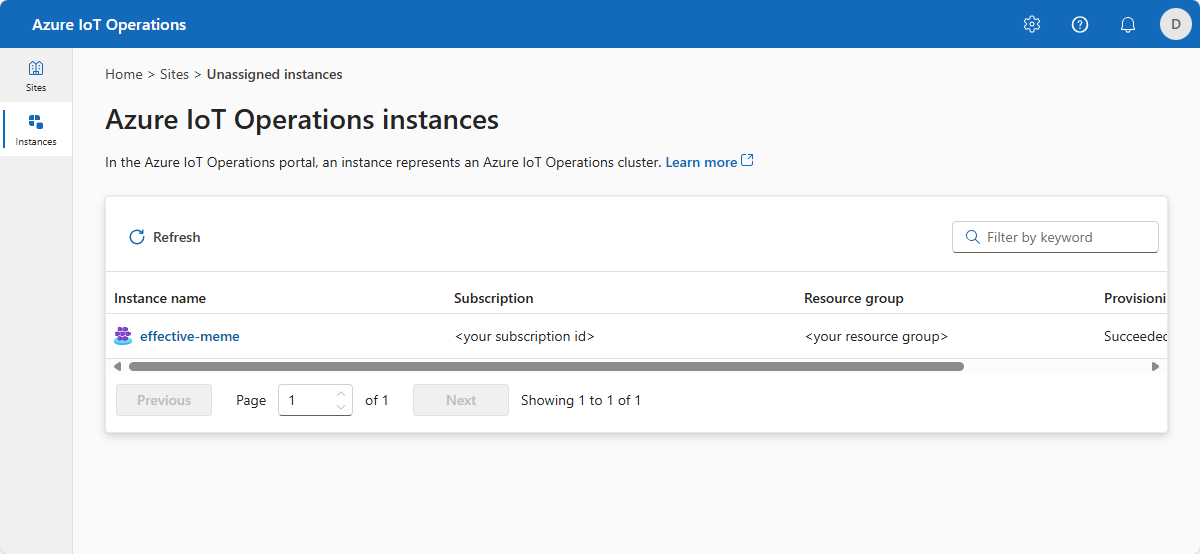 Azure IoT Operations
D
Sites
Instances
Home > Sites > Unassigned instances
Azure IoT Operations instances
In the Azure IoT Operations portal, an instance represents an Azure IoT Operations cluster. Learn more
Refresh
Filter by keyword
Instance name Subscription Resource group Provisioni
effective-meme <your subscription id> <your resource group> Succeeded
Previous Page 1 of 1 Next Showing 1 to 1 of 1